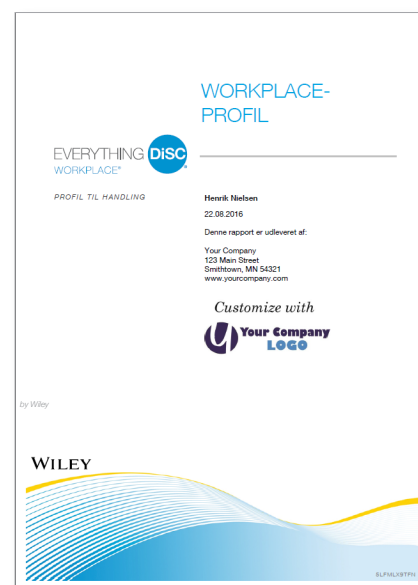 WORKPLACE-
PROFIL
EVERYTHING DiSC
WORKPLACE®
PROFIL TIL HANDLING
Henrik Nielsen
22.08.2016
Denne rapport er udleveret af:
Your Company
123 Main Street
Smithtown, MN 54321
www.yourcompany.com
Customize with
Your Company
LOGO
by Wiley
WILEY